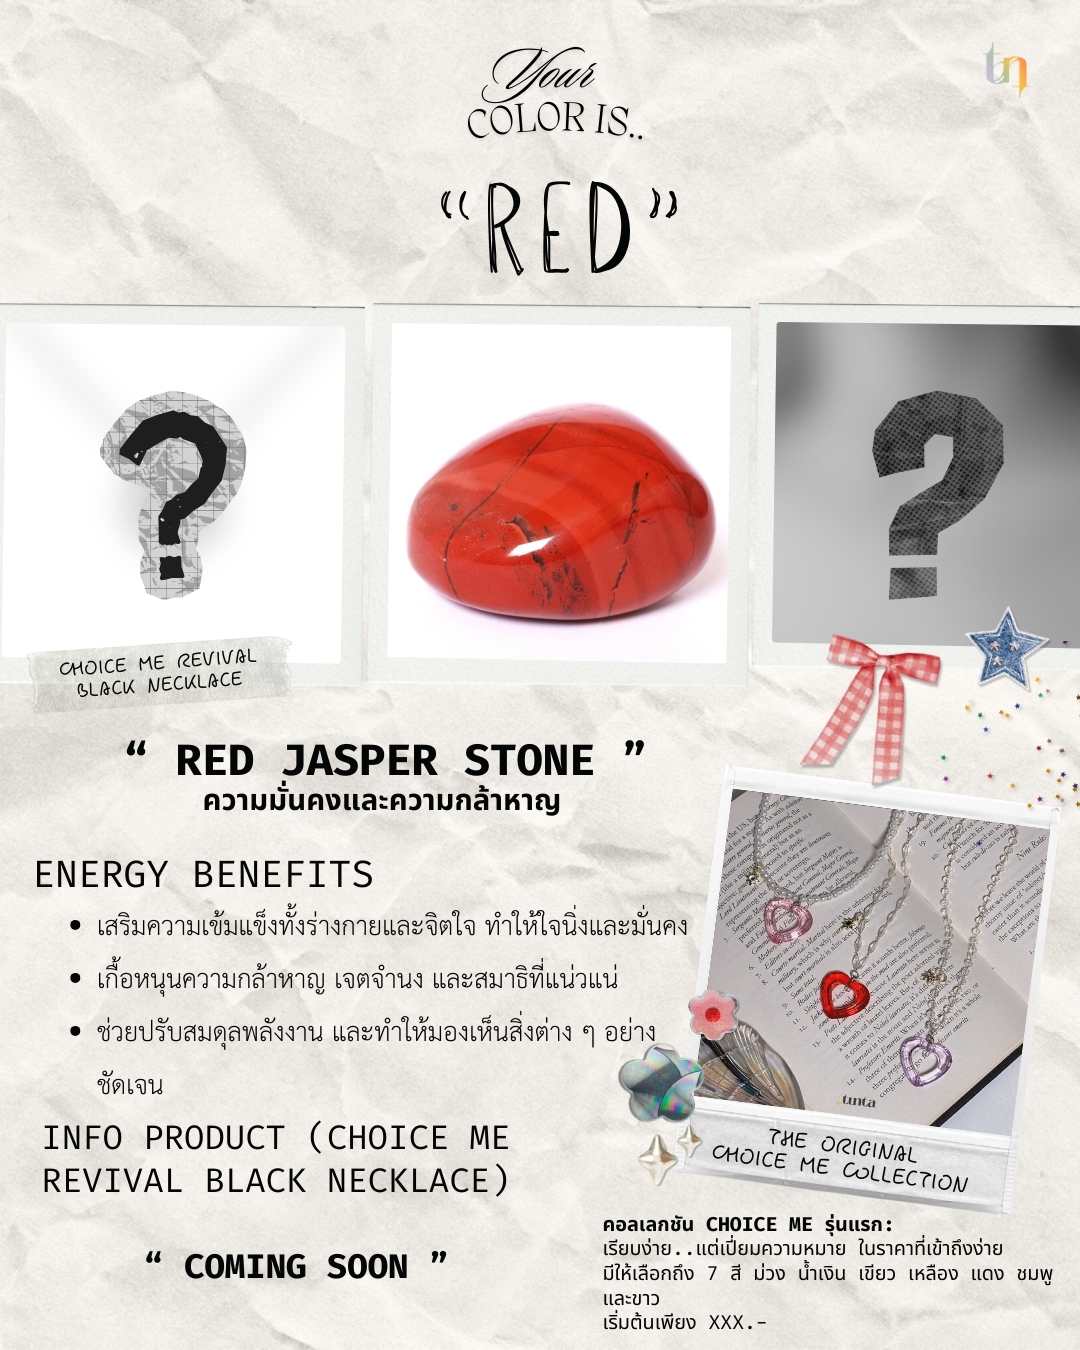 Your
COLOR IS..
tn
“RED”
CHOICE ME REVIVAL
BLACK NECKLACE
“ RED JASPER STONE ”
ความมั่นคงและความกล้าหาญ
ENERGY BENEFITS
• เสริมความเข้มแข็งทั้งร่างกายและจิตใจ ทำให้ใจนิ่งและมั่นคง
• เกื้อหนุนความกล้าหาญ เจตจำนง และสมาธิที่แน่วแน่
• ช่วยปรับสมดุลพลังงาน และทำให้มองเห็นสิ่งต่าง ๆ อย่าง
ชัดเจน
INFO PRODUCT (CHOICE ME
REVIVAL BLACK NECKLACE)
“ COMING SOON ”
.tunta
THE ORIGINAL
CHOICE ME COLLECTION
คอลเลกชัน CHOICE ME รุ่นแรก:
เรียบง่าย..แต่เปี่ยมความหมาย ในราคาที่เข้าถึงง่าย
มีให้เลือกถึง 7 สี ม่วง น้ำเงิน เขียว เหลือง แดง ชมพู
และขาว
เริ่มต้นเพียง XXX.-